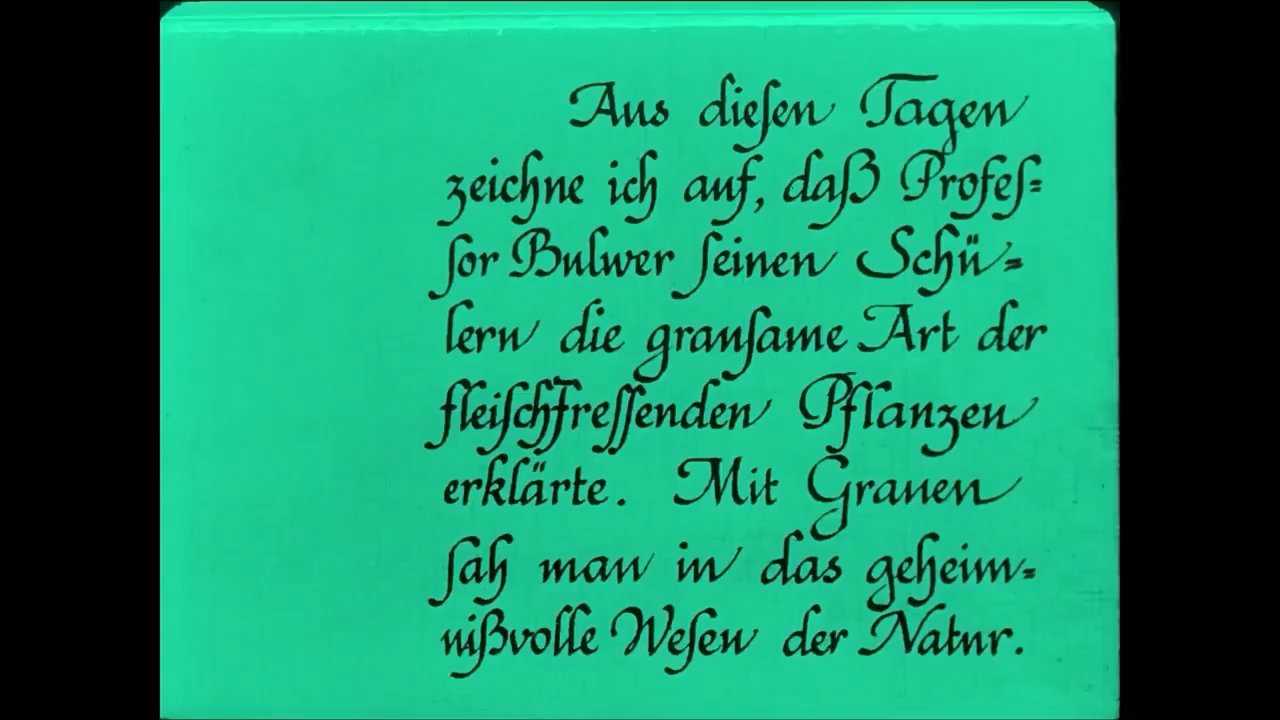 Aus dieſen Tagen
zeichne ich auf, daß Profeſ=
ſor Bulwer ſeinen Schü=
lern die grauſame Art der
fleiſchfreſſenden Pflanzen
erklärte. Mit Grauen
ſah man in das geheim=
nißvolle Weſen der Natur.